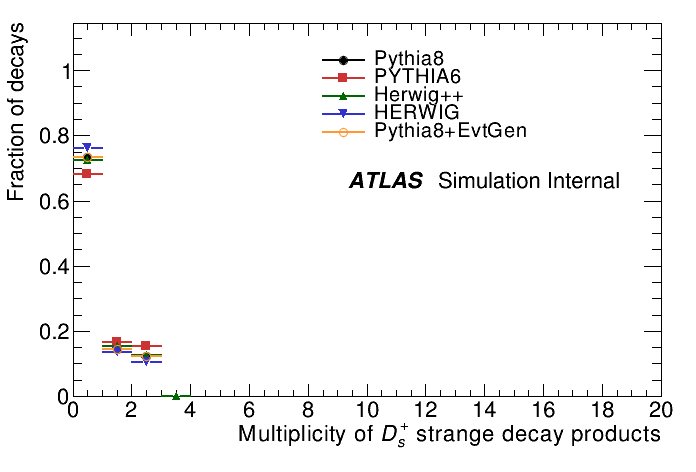 Fraction of decays
1
0.8
0.6
0.4
0.2
0
Pythia8
PYTHIA6
Herwig++
HERWIG
Pythia8+EvtGen
ATLAS Simulation Internal
0 2 4 6 8 10 12 14 16 18 20
Multiplicity of D_s^+ strange decay products